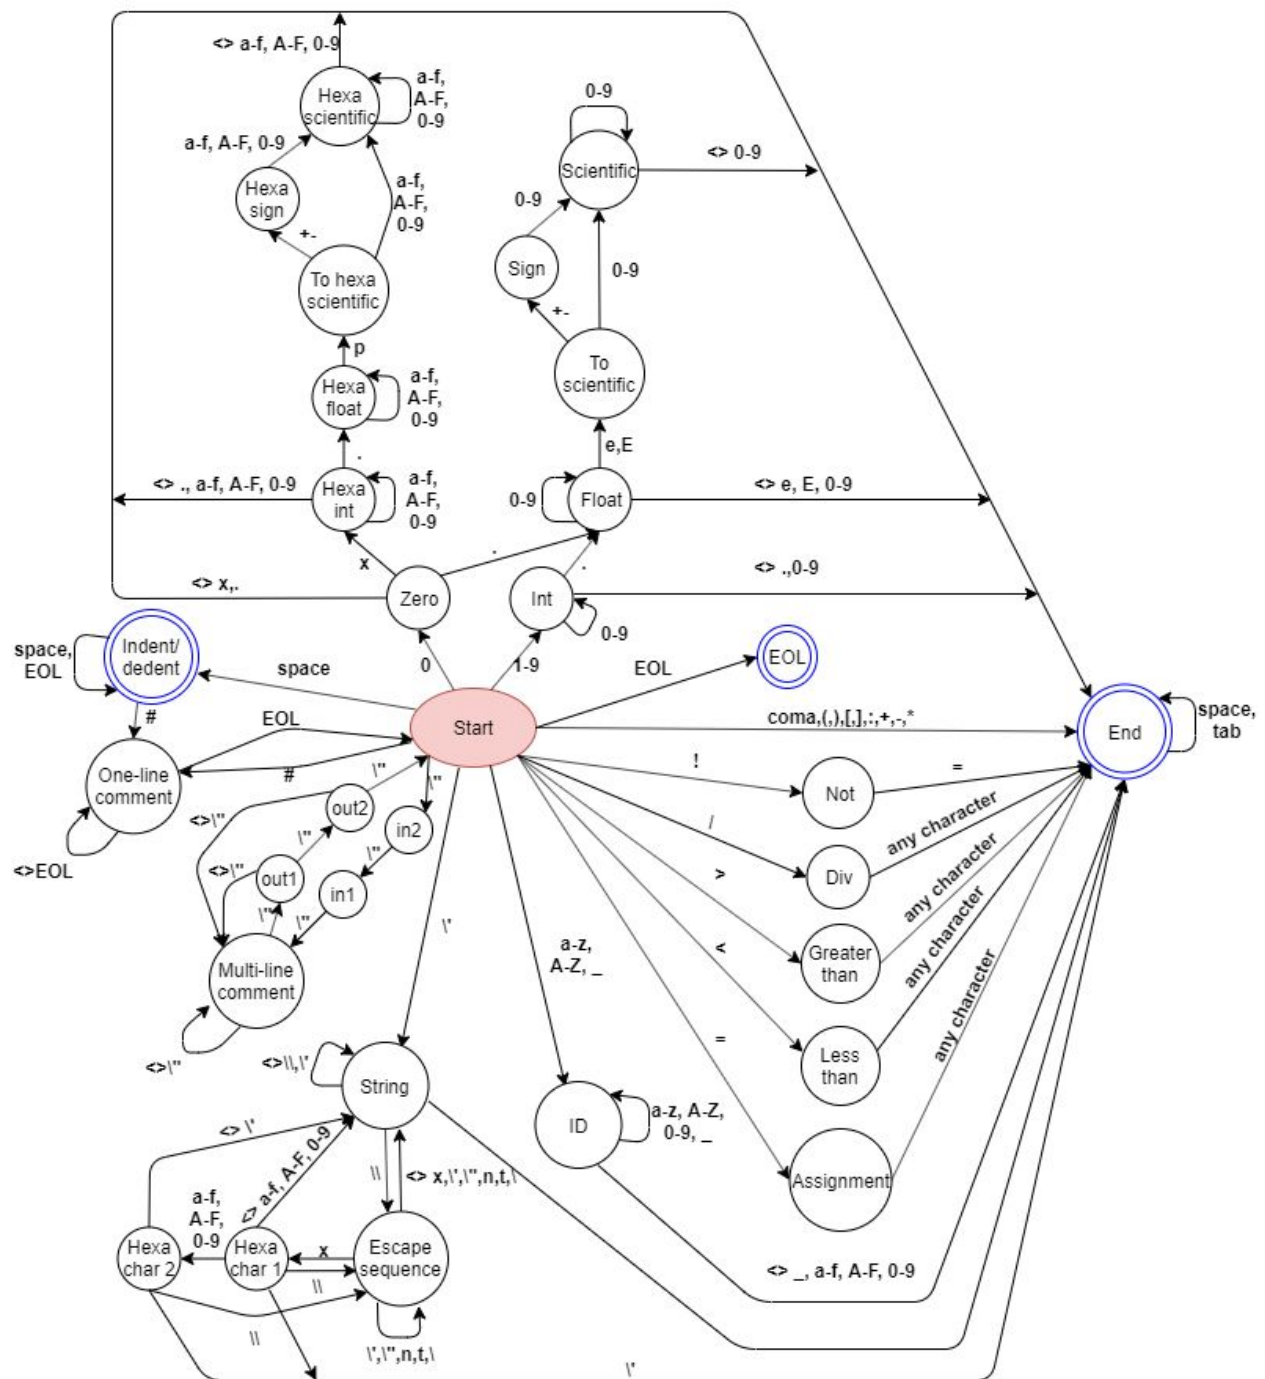 <> a-f, A-F, 0-9
Hexa
scientific
a-f,
A-F,
0-9
a-f, A-F, 0-9
Hexa
sign
a-f,
A-F,
0-9
+-
To hexa
scientific
p
Hexa
float
a-f,
A-F,
0-9
.
<> ., a-f, A-F, 0-9
Hexa
int
a-f,
A-F,
0-9
x
<> x,.
Zero
.
0-9
Scientific
<> 0-9
0-9
Sign
0-9
+-
To
scientific
e,E
0-9
Float
<> e, E, 0-9
.
Int
<> .,0-9
0-9
space,
EOL
Indent/
dedent
space
0
1-9
EOL
EOL
#
EOL
Start
coma,(,),[,],:,+,-,*
End
space,
tab
One-line
comment
#
<>EOL
\"
\"
<>\"
out2
in2
\"
\"
<>\"
out1
in1
\"
\"
Multi-line
comment
<>\"
!
Not
=
/
Div
any character
>
Greater
than
any character
<
Less
than
any character
=
Assignment
any character
\'
a-z,
A-Z, _
<>\\,\'
String
ID
a-z, A-Z,
0-9, _
<> \'
<> a-f, A-F, 0-9
\\
<> x,\',\",n,t,\
a-f,
A-F,
0-9
Hexa
char 2
Hexa
char 1
x
\\
Escape
sequence
<> _, a-f, A-F, 0-9
\\
\',\",n,t,\
\'